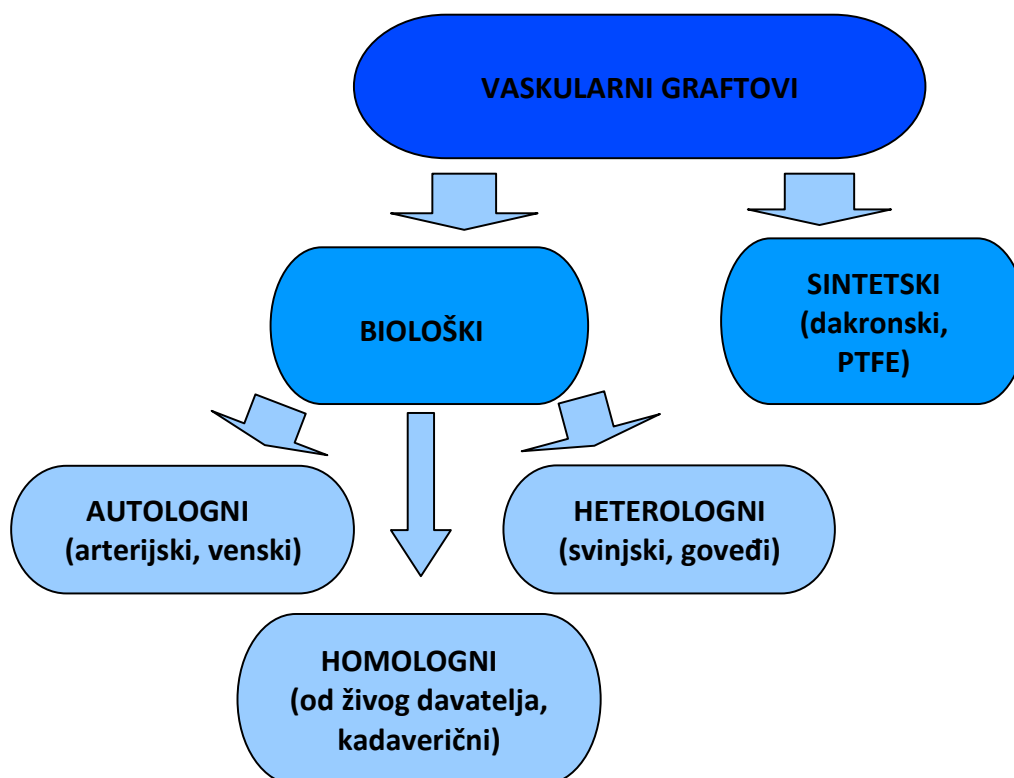 VASKULARNI GRAFTOVI
BIOLOŠKI
SINTETSKI
(dakronski,
PTFE)
AUTOLOGNI
(arterijski, venski)
HETEROLOGNI
(svinjski, goveđi)
HOMOLOGNI
(od živog davatelja,
kadaverični)